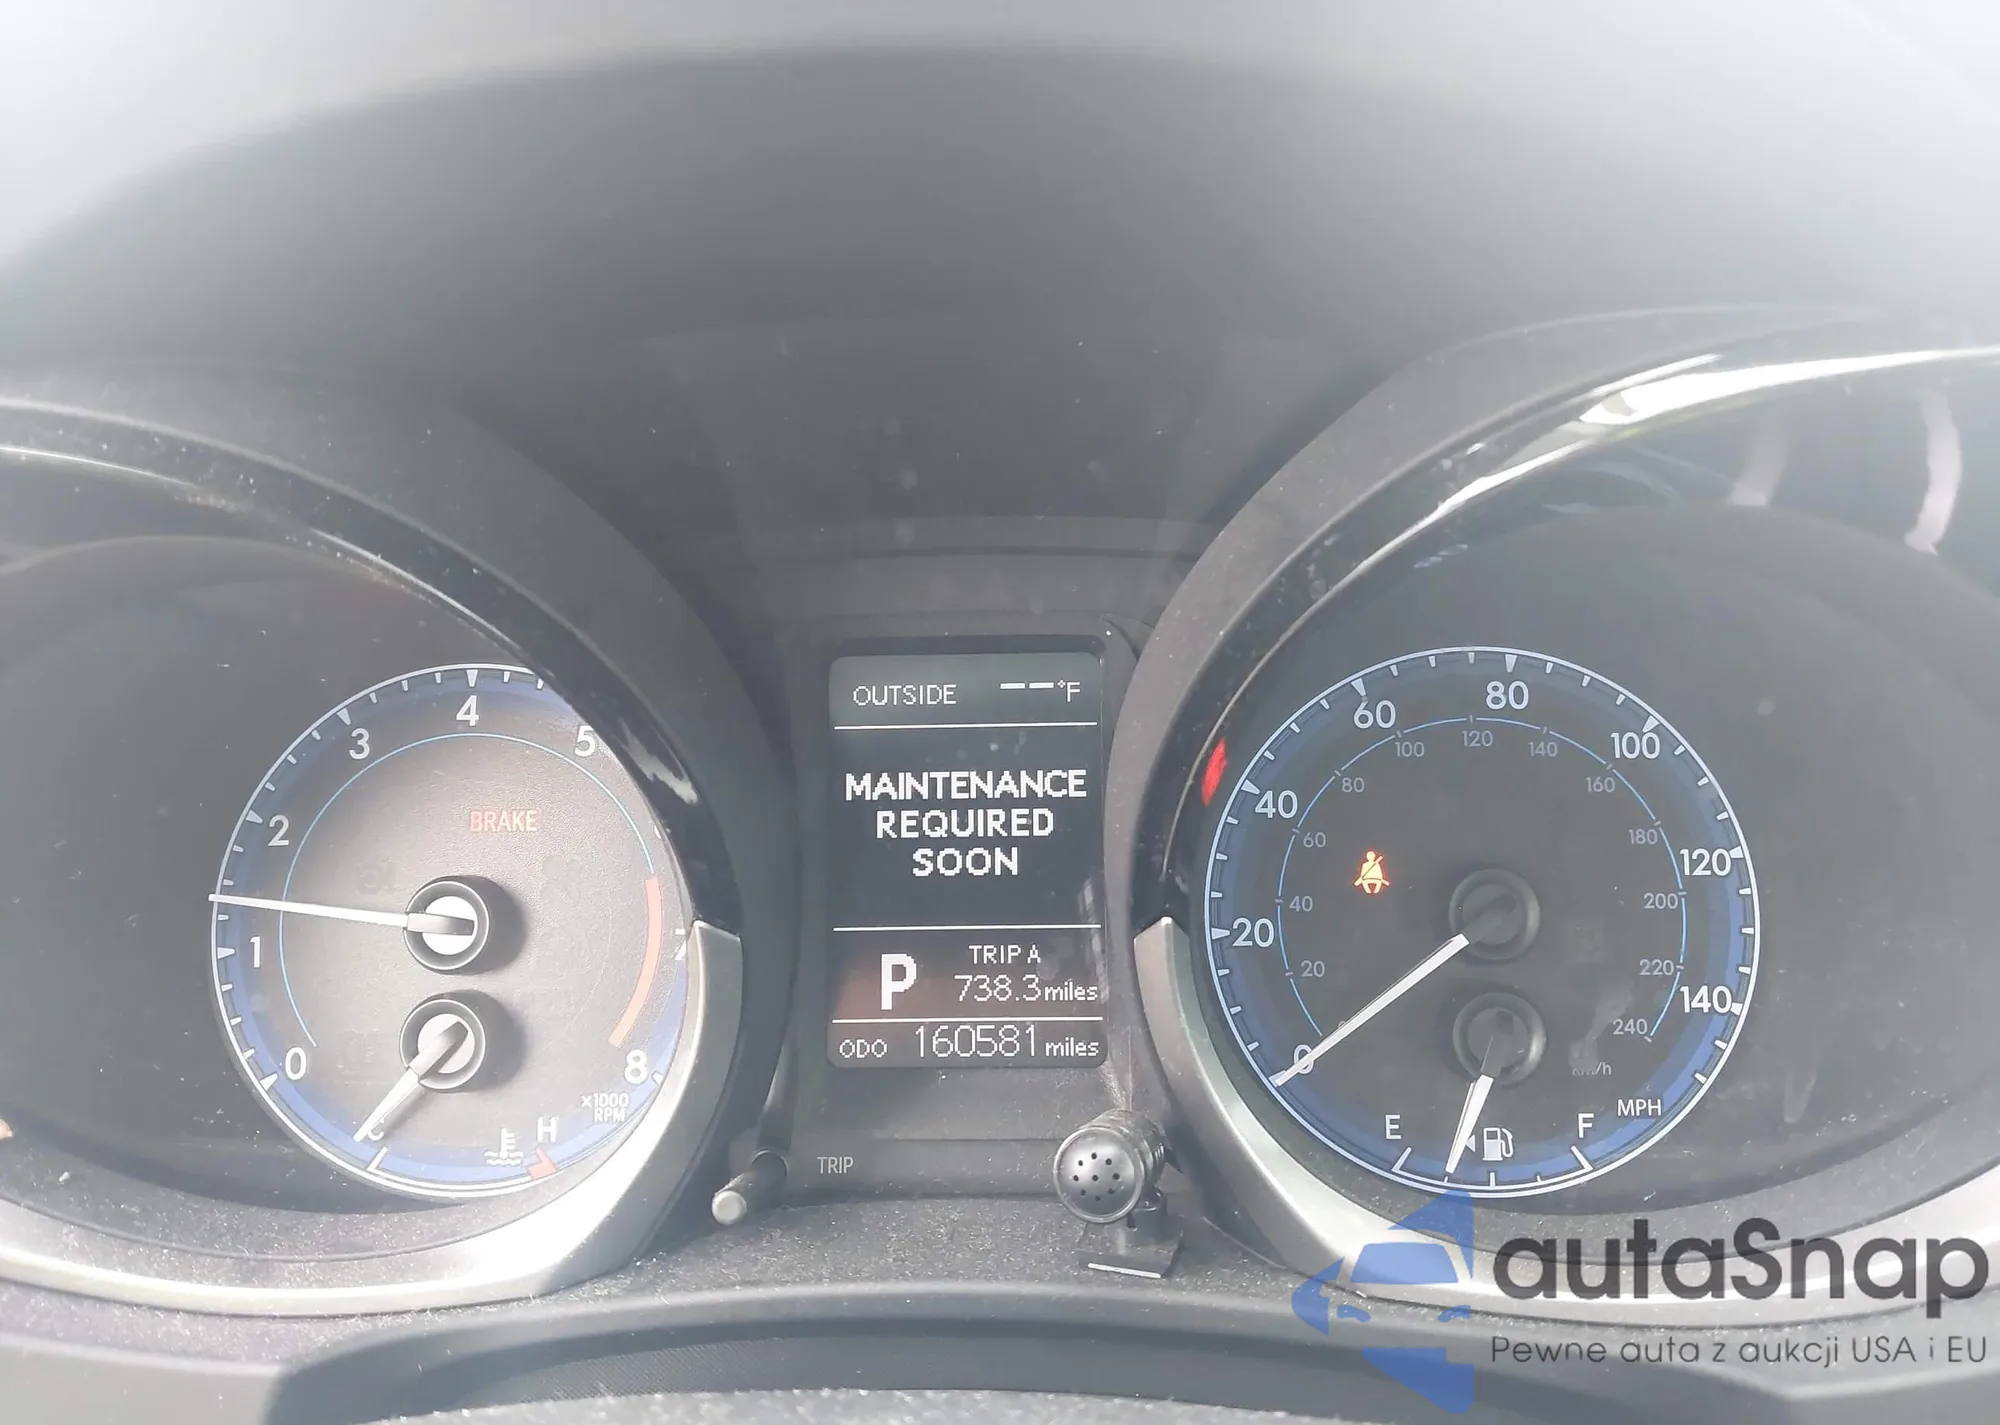 OUTSIDE --°F
MAINTENANCE
REQUIRED
SOON
P
TRIP A
738.3 miles
ODO 160581 miles
TRIP
BRAKE
0
1
2
3
4
5
7
8
x1000
RPM
H
0
20
40
60
80
100
120
140
20
40
60
80
100
120
140
160
180
200
220
240
km/h
MPH
E
F
autaSnap
Pewne auta z aukcji USA i EU